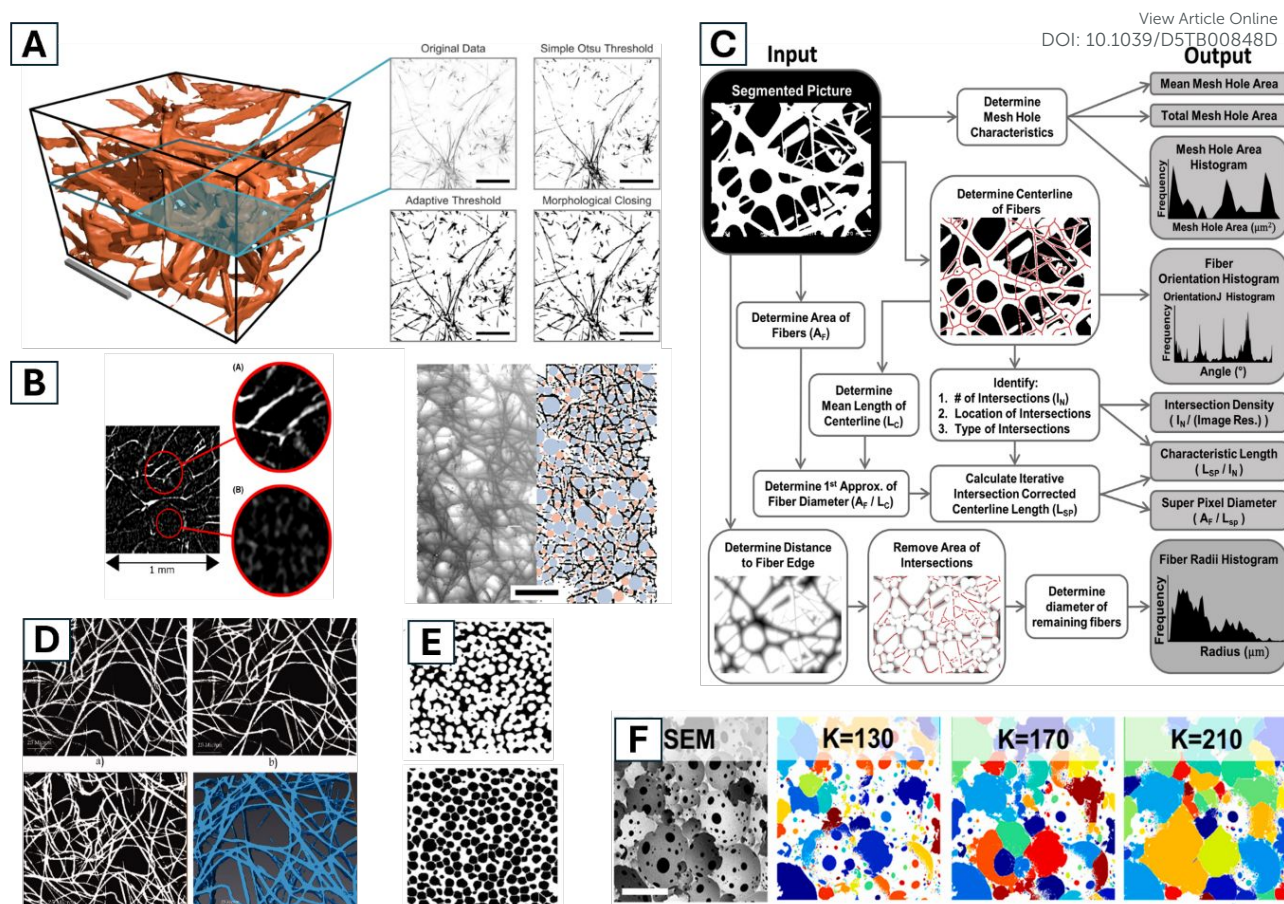 View Article Online
DOI: 10.1039/D5TB00848D
A
Original Data
Simple Otsu Threshold
Adaptive Threshold
Morphological Closing
B
(A)
(B)
1 mm
C
Input
Output
Segmented Picture
Determine
Mesh Hole
Characteristics
Mean Mesh Hole Area
Total Mesh Hole Area
Mesh Hole Area
Histogram
Frequency
Mesh Hole Area (μm²)
Determine Centerline
of Fibers
Fiber
Orientation Histogram
OrientationJ Histogram
Frequency
Angle (°)
Determine Area of
Fibers (A_F)
Determine
Mean Length of
Centerline (L_C)
Identify:
1. # of Intersections (I_N)
2. Location of Intersections
3. Type of Intersections
Intersection Density
( I_N / (Image Res.) )
Characteristic Length
( L_SP / I_N )
Determine 1st Approx. of
Fiber Diameter (A_F / L_C)
Calculate Iterative
Intersection Corrected
Centerline Length (L_SP)
Super Pixel Diameter
( A_F / L_sp )
Determine Distance
to Fiber Edge
Remove Area of
Intersections
Determine
diameter of
remaining fibers
Fiber Radii Histogram
Frequency
Radius (μm)
D
a)
b)
E
F
SEM
K=130
K=170
K=210